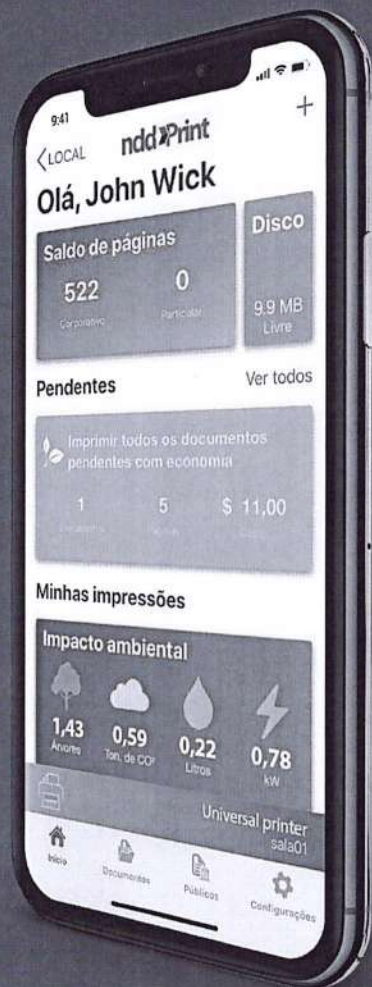 9:41
LOCAL
nddPrint
+
Olá, John Wick
Saldo de páginas
522
0
Corporativo
Particular
Disco
9.9 MB
Livre
Pendentes
Ver todos
Imprimir todos os documentos
pendentes com economia
1
5
$ 11,00
Minhas impressões
Impacto ambiental
1,43
0,59
0,22
0,78
Árvores
Ton. de CO²
Litros
kW
Universal printer
sala01
Início
Documentos
Públicos
Configurações